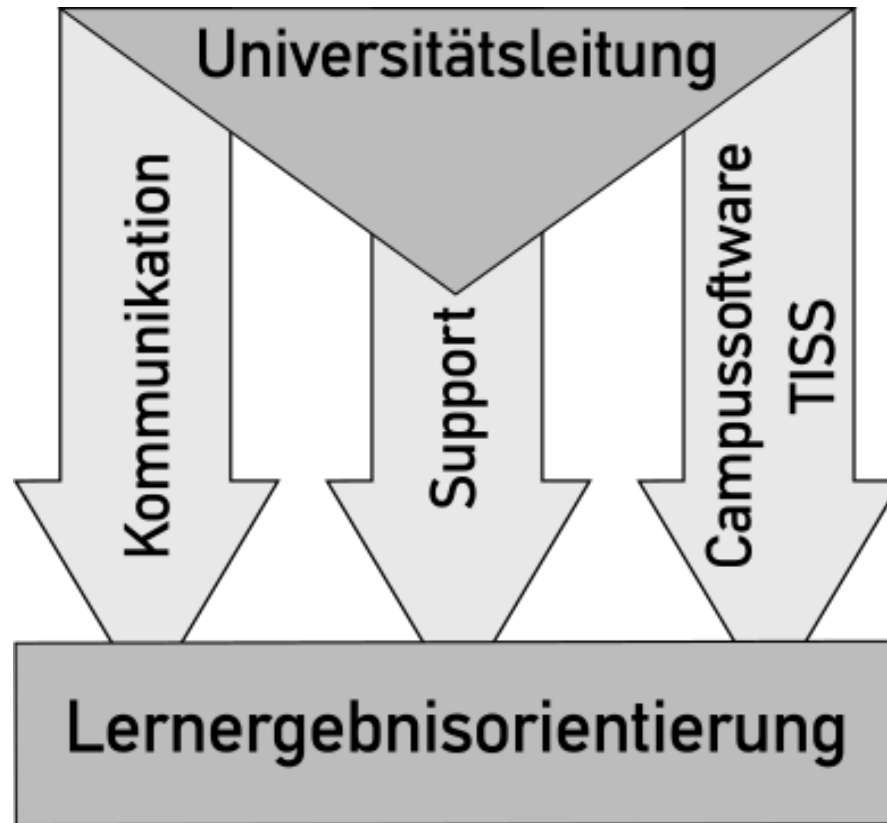 Universitätsleitung
Kommunikation
Support
Campussoftware
TISS
Lernergebnisorientierung